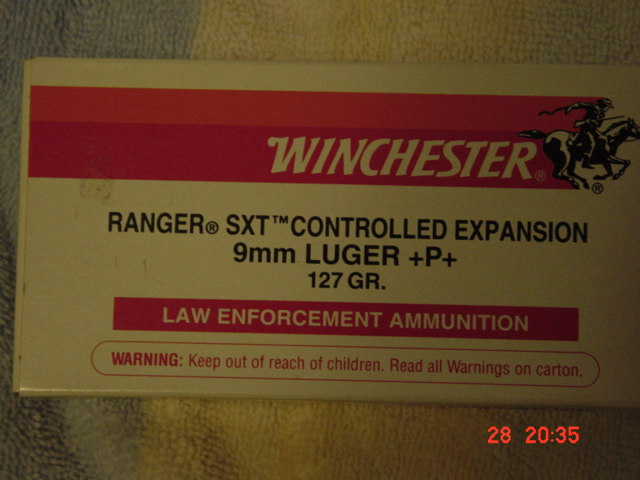 WINCHESTER®
®
RANGER® SXT™ CONTROLLED EXPANSION
9mm LUGER +P+
127 GR.
LAW ENFORCEMENT AMMUNITION
WARNING: Keep out of reach of children. Read all Warnings on carton.
28 20:35